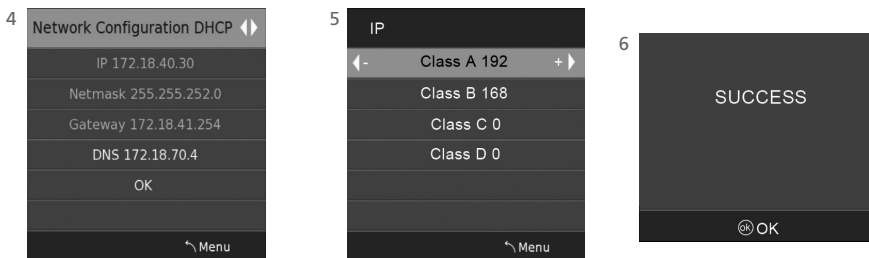 4
Network Configuration DHCP
IP 172.18.40.30
Netmask 255.255.252.0
Gateway 172.18.41.254
DNS 172.18.70.4
OK
Menu
5
IP
- Class A 192 +
Class B 168
Class C 0
Class D 0
Menu
6
SUCCESS
ok OK